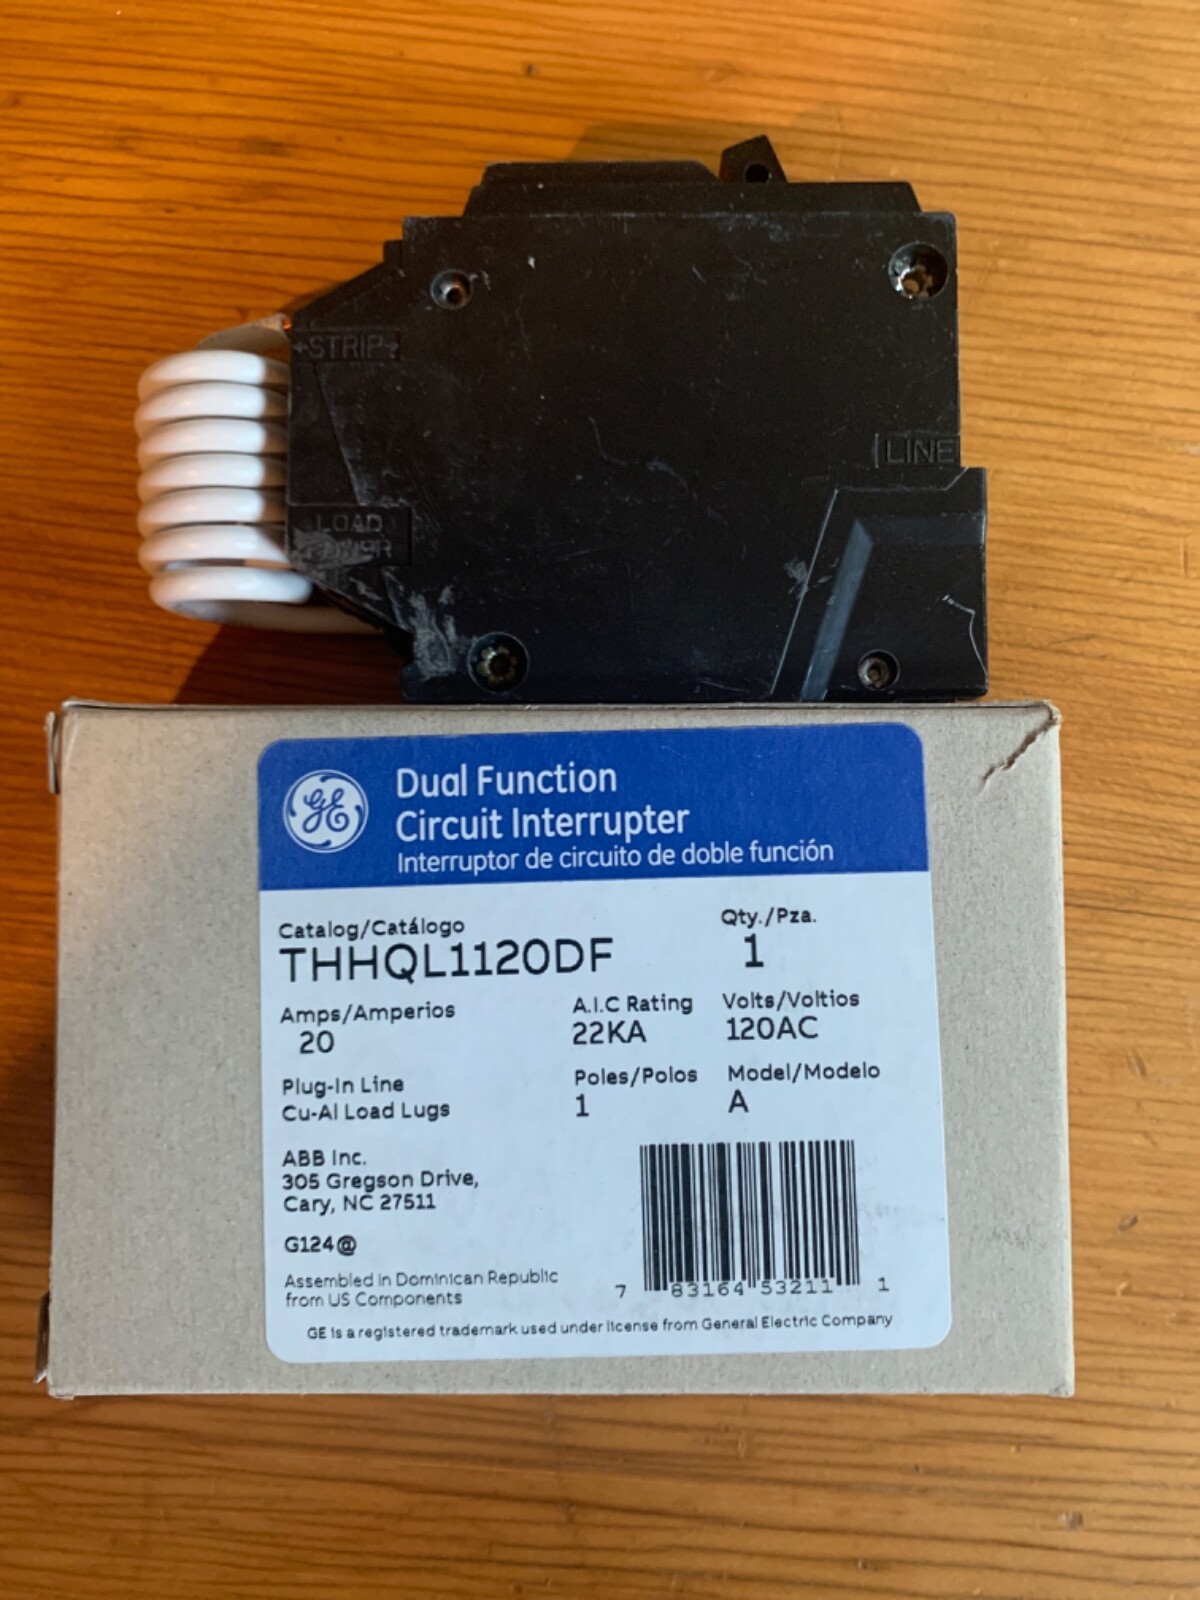 STRIP
LINE
LOAD
POWER
GE
Dual Function
Circuit Interrupter
Interruptor de circuito de doble función
Catalog/Catálogo
THHQL1120DF
Qty./Pza.
1
Amps/Amperios
20
A.I.C Rating
22KA
Volts/Voltios
120AC
Plug-In Line
Cu-Al Load Lugs
Poles/Polos
1
Model/Modelo
A
ABB Inc.
305 Gregson Drive,
Cary, NC 27511
G124@
Assembled in Dominican Republic
from US Components
7 83164 53211 1
GE is a registered trademark used under license from General Electric Company